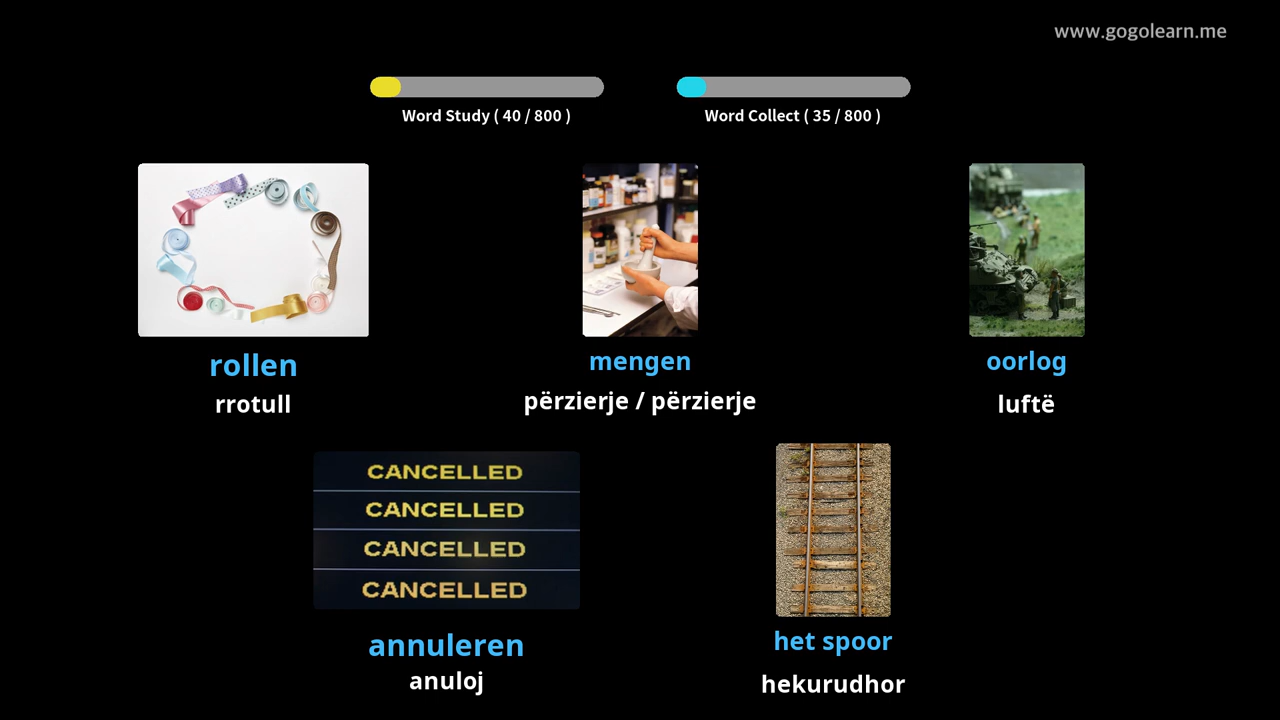 www.gogolearn.me
Word Study ( 40 / 800 )
Word Collect ( 35 / 800 )
rollen
rrotull
mengen
përzierje / përzierje
oorlog
luftë
CANCELLED
CANCELLED
CANCELLED
CANCELLED
annuleren
anuloj
het spoor
hekurudhor